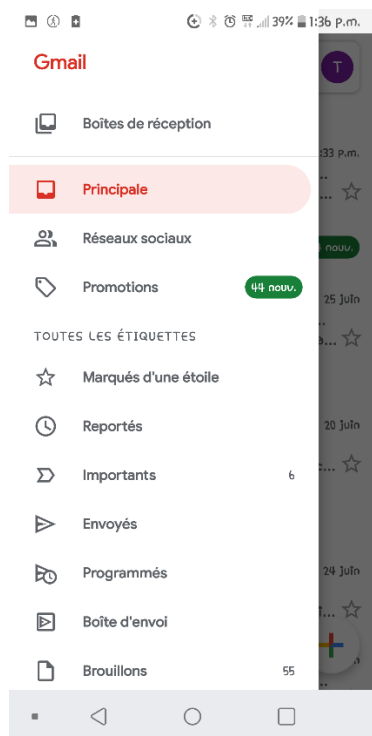 39% 1:36 P.m.
Gmail
T
Boîtes de réception
:33 P.m.
Principale
Réseaux sociaux
nouv.
Promotions
44 nouv.
25 juin
TOUTES LES ÉTIQUETTES
Marqués d'une étoile
Reportés
20 juin
Importants
6
Envoyés
Programmés
24 juin
Boîte d'envoi
Brouillons
55